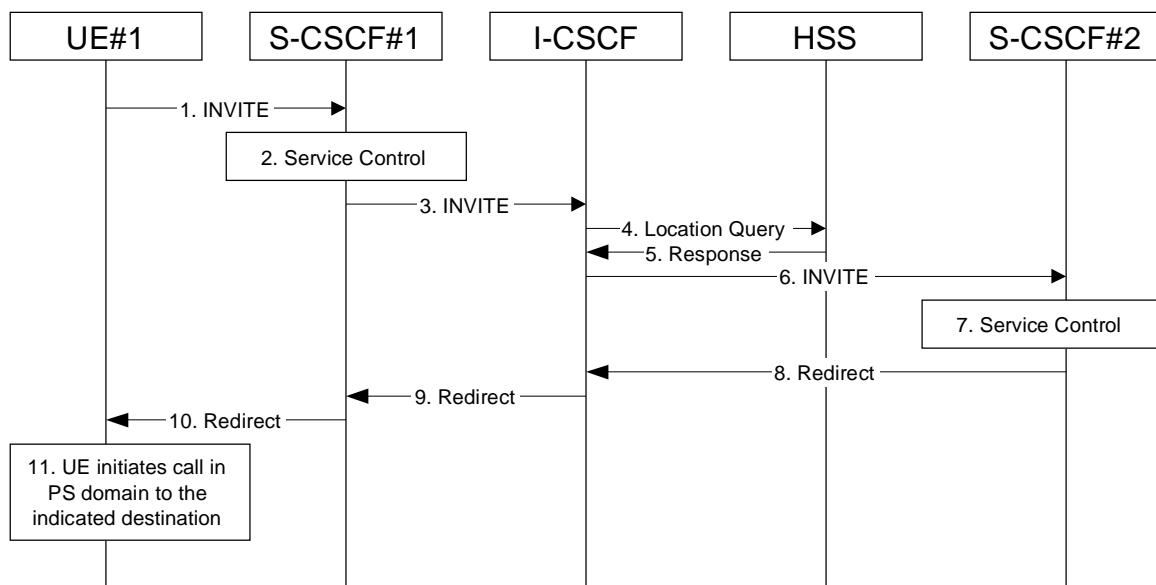 UE#1
S-CSCF#1
I-CSCF
HSS
S-CSCF#2
1. INVITE
2. Service Control
3. INVITE
4. Location Query
5. Response
6. INVITE
7. Service Control
8. Redirect
9. Redirect
10. Redirect
11. UE initiates call in
PS domain to the
indicated destination